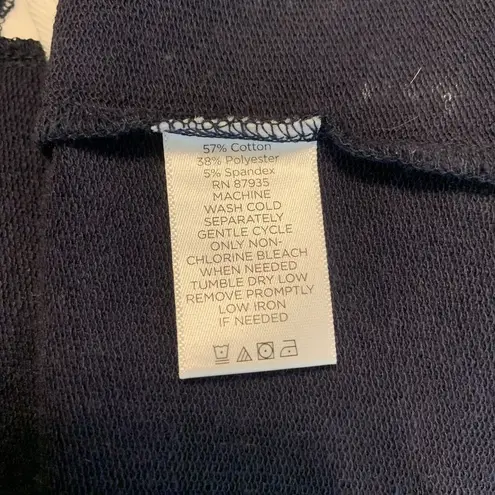 57% Cotton
38% Polyester
5% Spandex
RN 87935
MACHINE
WASH COLD
SEPARATELY
GENTLE CYCLE
ONLY NON-
CHLORINE BLEACH
WHEN NEEDED
TUMBLE DRY LOW
REMOVE PROMPTLY
LOW IRON
IF NEEDED